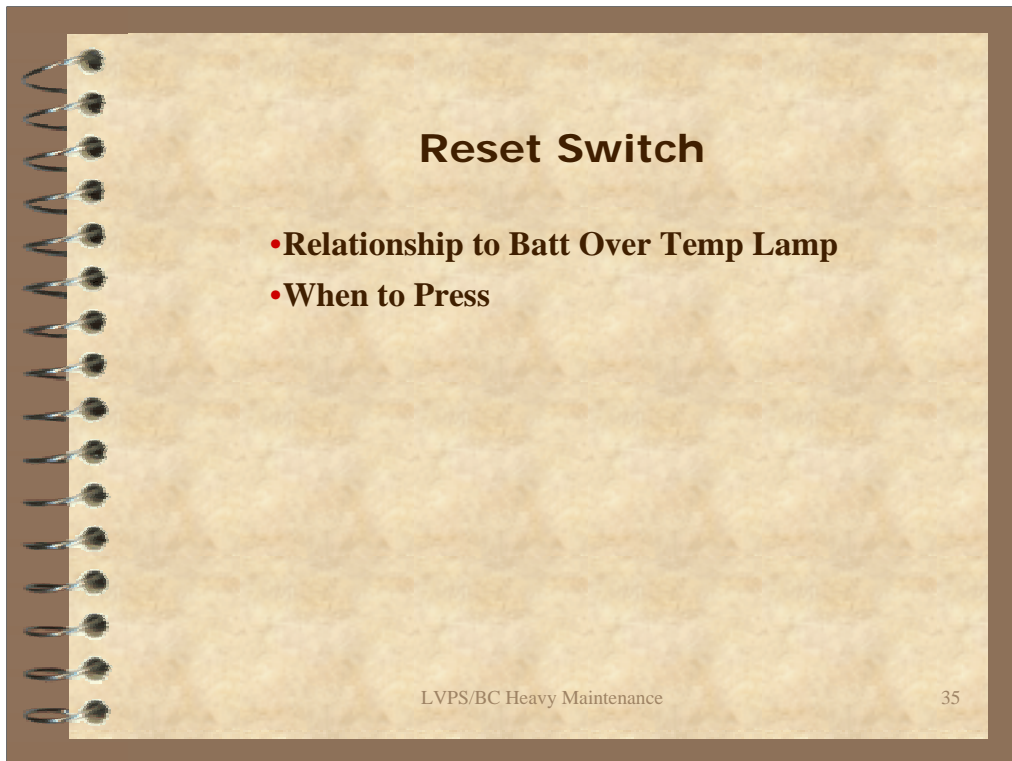 Reset Switch
•Relationship to Batt Over Temp Lamp
•When to Press
LVPS/BC Heavy Maintenance
35